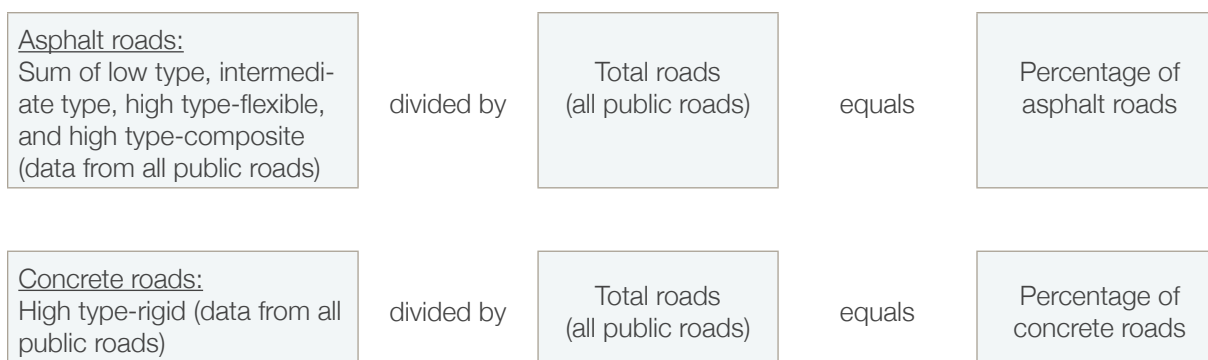 Asphalt roads:
Sum of low type, intermedi-
ate type, high type-flexible,
and high type-composite
(data from all public roads)
divided by
Total roads
(all public roads)
equals
Percentage of
asphalt roads
Concrete roads:
High type-rigid (data from all
public roads)
divided by
Total roads
(all public roads)
equals
Percentage of
concrete roads